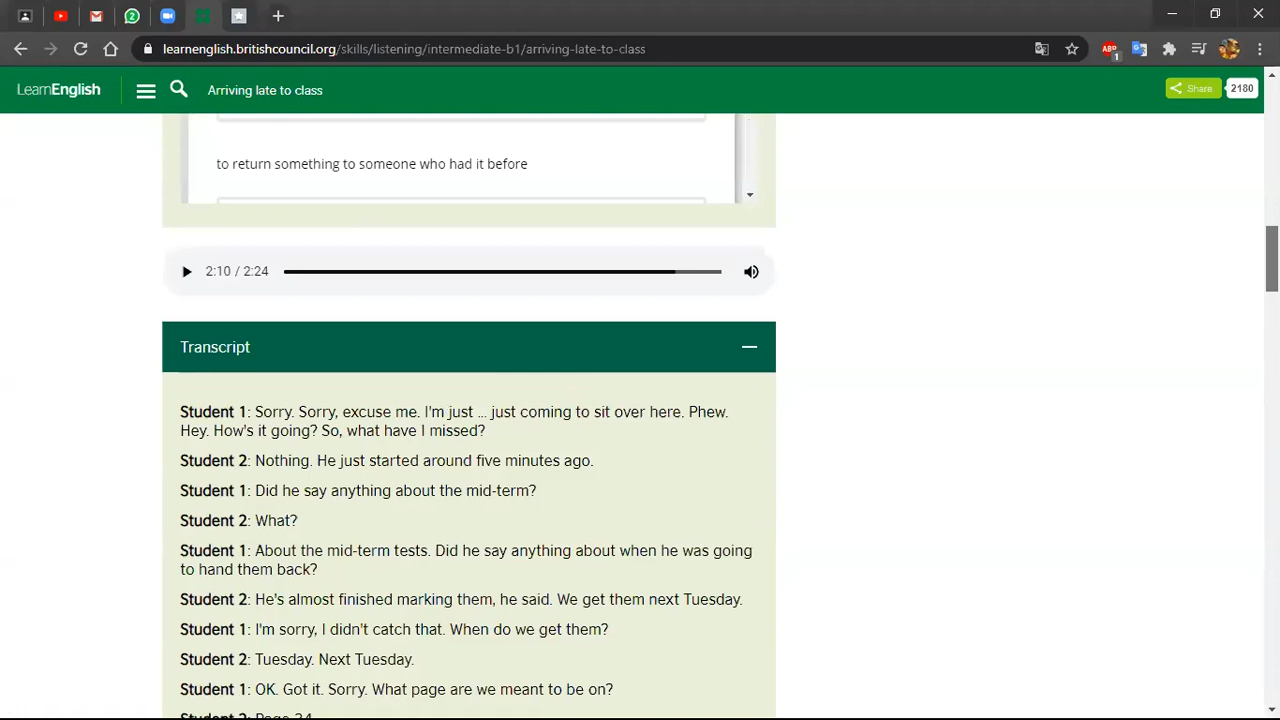 2
learnenglish.britishcouncil.org/skills/listening/intermediate-b1/arriving-late-to-class
ABP
1
LearnEnglish
Arriving late to class
Share
2180
to return something to someone who had it before
2:10 / 2:24
Transcript
Student 1: Sorry. Sorry, excuse me. I'm just ... just coming to sit over here. Phew.
Hey. How's it going? So, what have I missed?
Student 2: Nothing. He just started around five minutes ago.
Student 1: Did he say anything about the mid-term?
Student 2: What?
Student 1: About the mid-term tests. Did he say anything about when he was going
to hand them back?
Student 2: He's almost finished marking them, he said. We get them next Tuesday.
Student 1: I'm sorry, I didn't catch that. When do we get them?
Student 2: Tuesday. Next Tuesday.
Student 1: OK. Got it. Sorry. What page are we meant to be on?
Student 2: Page 34